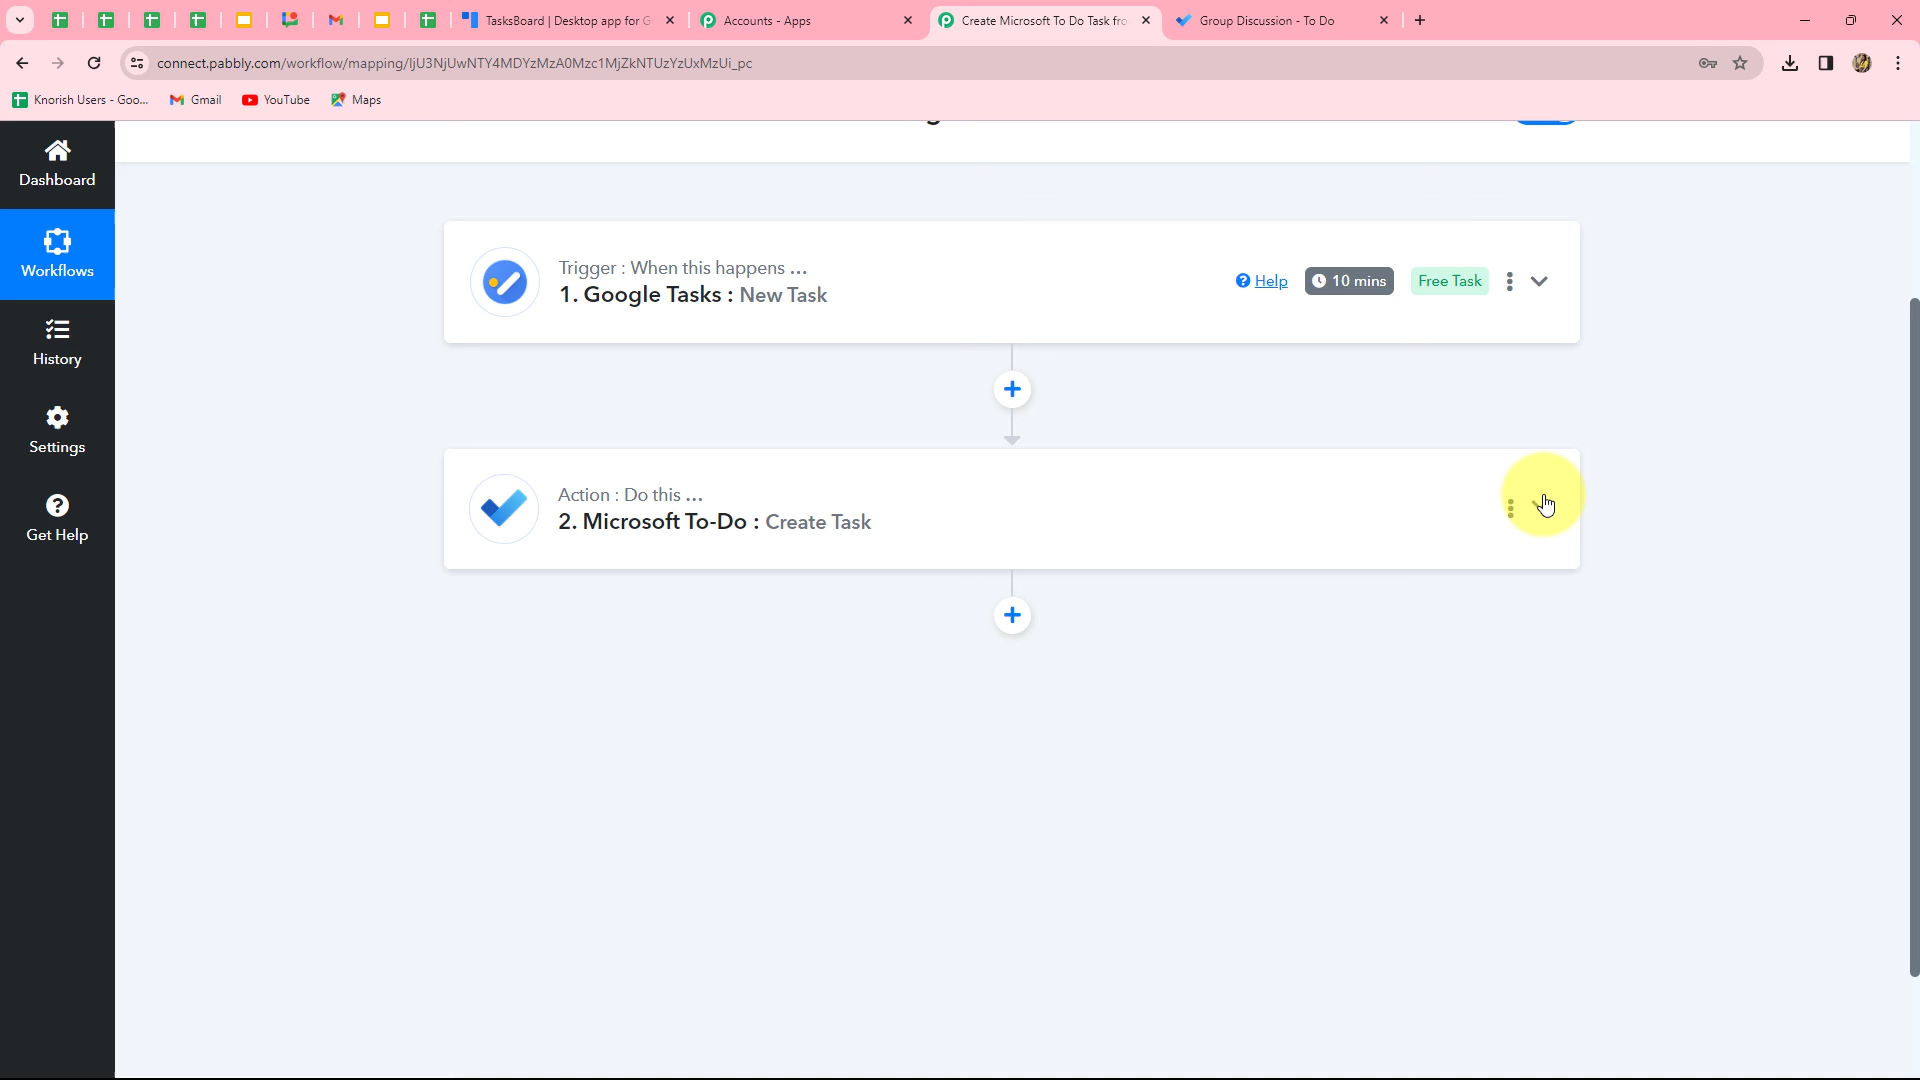 TasksBoard | Desktop app for G
Accounts - Apps
Create Microsoft To Do Task fro
Group Discussion - To Do
connect.pabbly.com/workflow/mapping/IjU3NjUwNTY4MDYzMzA0Mzc1MjZkNTUzYzUxMzUi_pc
Knorish Users - Goo...
Gmail
YouTube
Maps
Dashboard
Workflows
History
Settings
Get Help
Trigger : When this happens ...
1. Google Tasks : New Task
Help
10 mins
Free Task
Action : Do this ...
2. Microsoft To-Do : Create Task